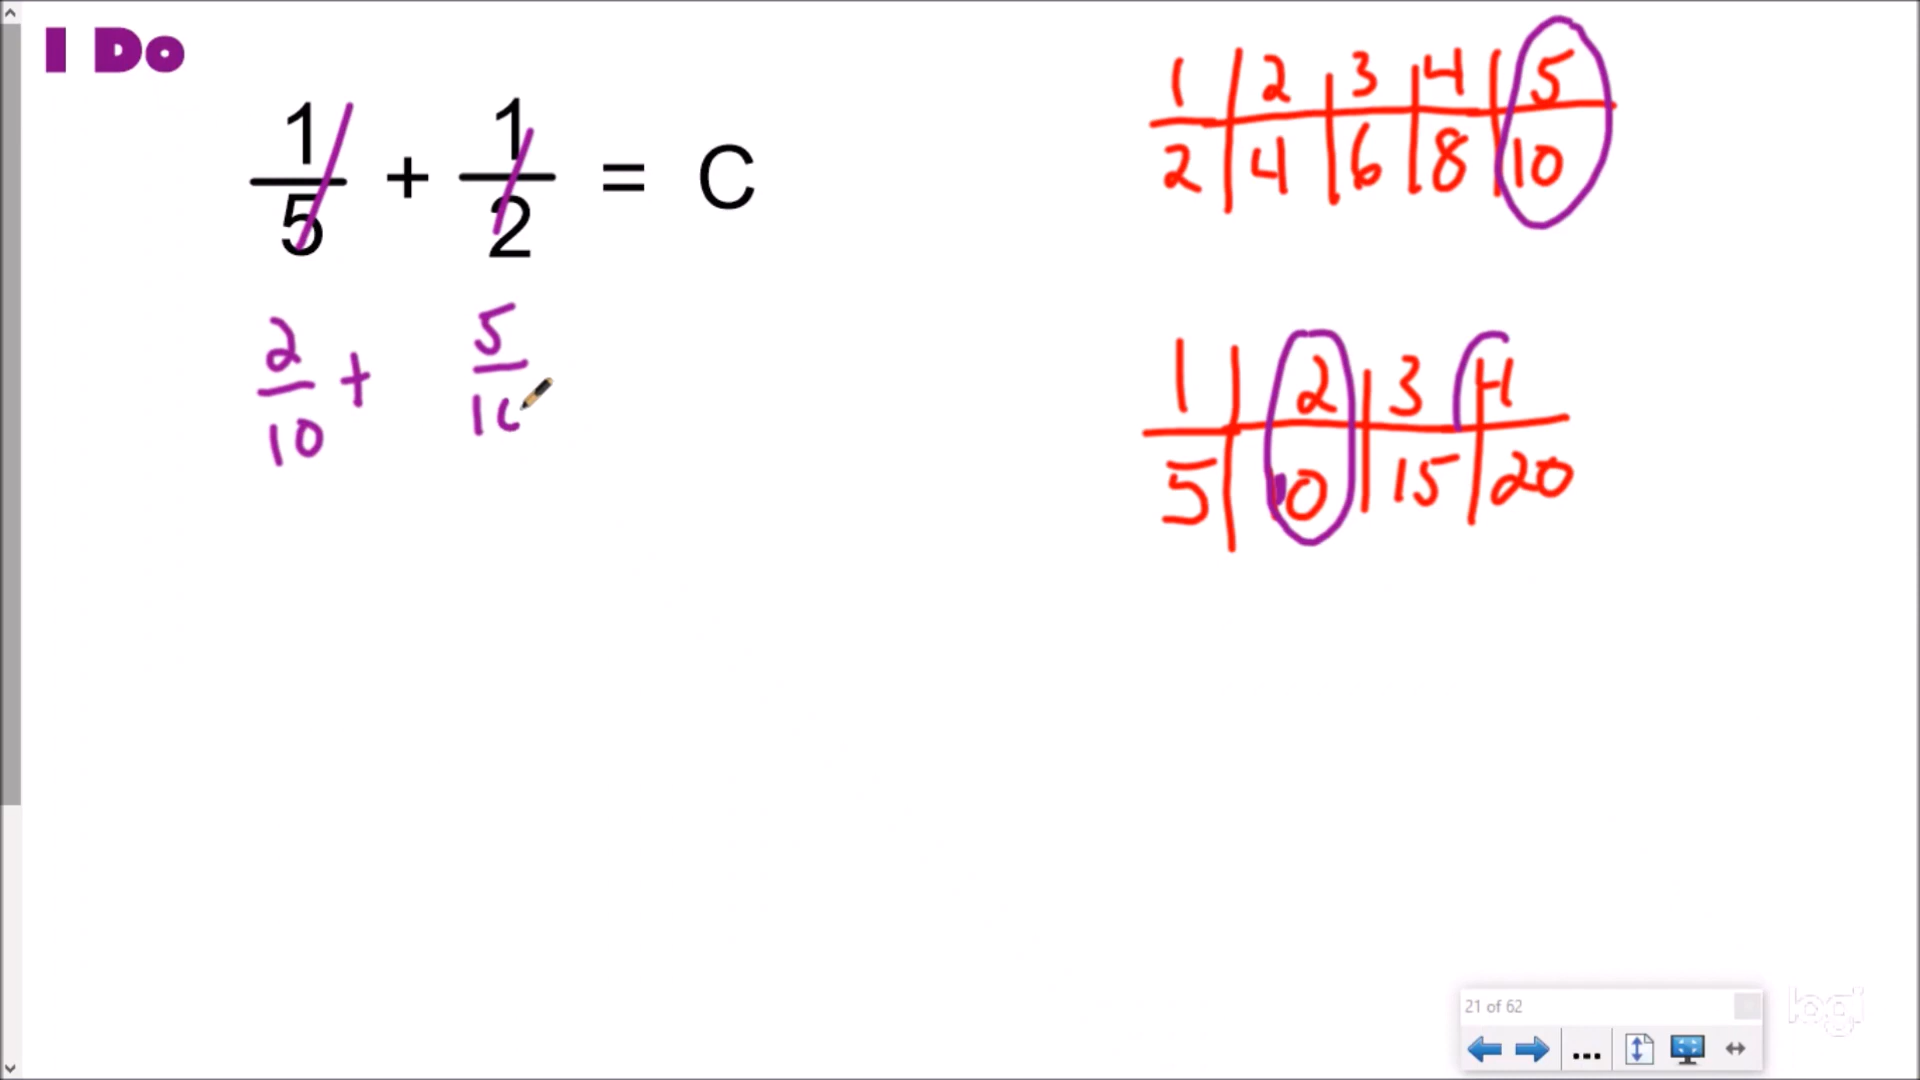 I Do
1/5 + 1/2 = C
2/10 + 5/10
1 | 2 | 3 | 4 | 5
2 | 4 | 6 | 8 | 10
1 | 2 | 3 | 4
5 | 10 | 15 | 20
21 of 62
...
logi